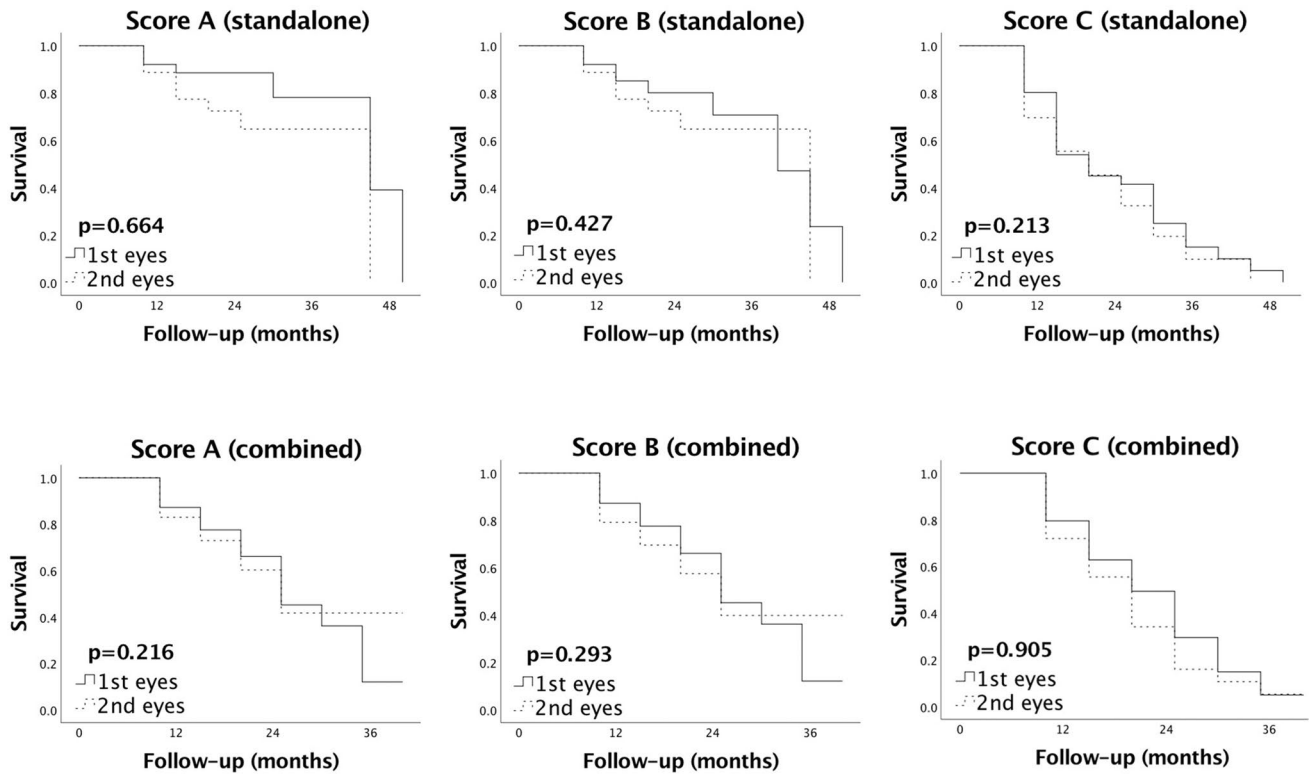 Score A (standalone)
Survival
1.0
0.8
0.6
0.4
0.2
0.0
p=0.664
1st eyes
2nd eyes
0 12 24 36 48
Follow-up (months)
Score B (standalone)
Survival
1.0
0.8
0.6
0.4
0.2
0.0
p=0.427
1st eyes
2nd eyes
0 12 24 36 48
Follow-up (months)
Score C (standalone)
Survival
1.0
0.8
0.6
0.4
0.2
0.0
p=0.213
1st eyes
2nd eyes
0 12 24 36 48
Follow-up (months)
Score A (combined)
Survival
1.0
0.8
0.6
0.4
0.2
0.0
p=0.216
1st eyes
2nd eyes
0 12 24 36
Follow-up (months)
Score B (combined)
Survival
1.0
0.8
0.6
0.4
0.2
0.0
p=0.293
1st eyes
2nd eyes
0 12 24 36
Follow-up (months)
Score C (combined)
Survival
1.0
0.8
0.6
0.4
0.2
0.0
p=0.905
1st eyes
2nd eyes
0 12 24 36
Follow-up (months)